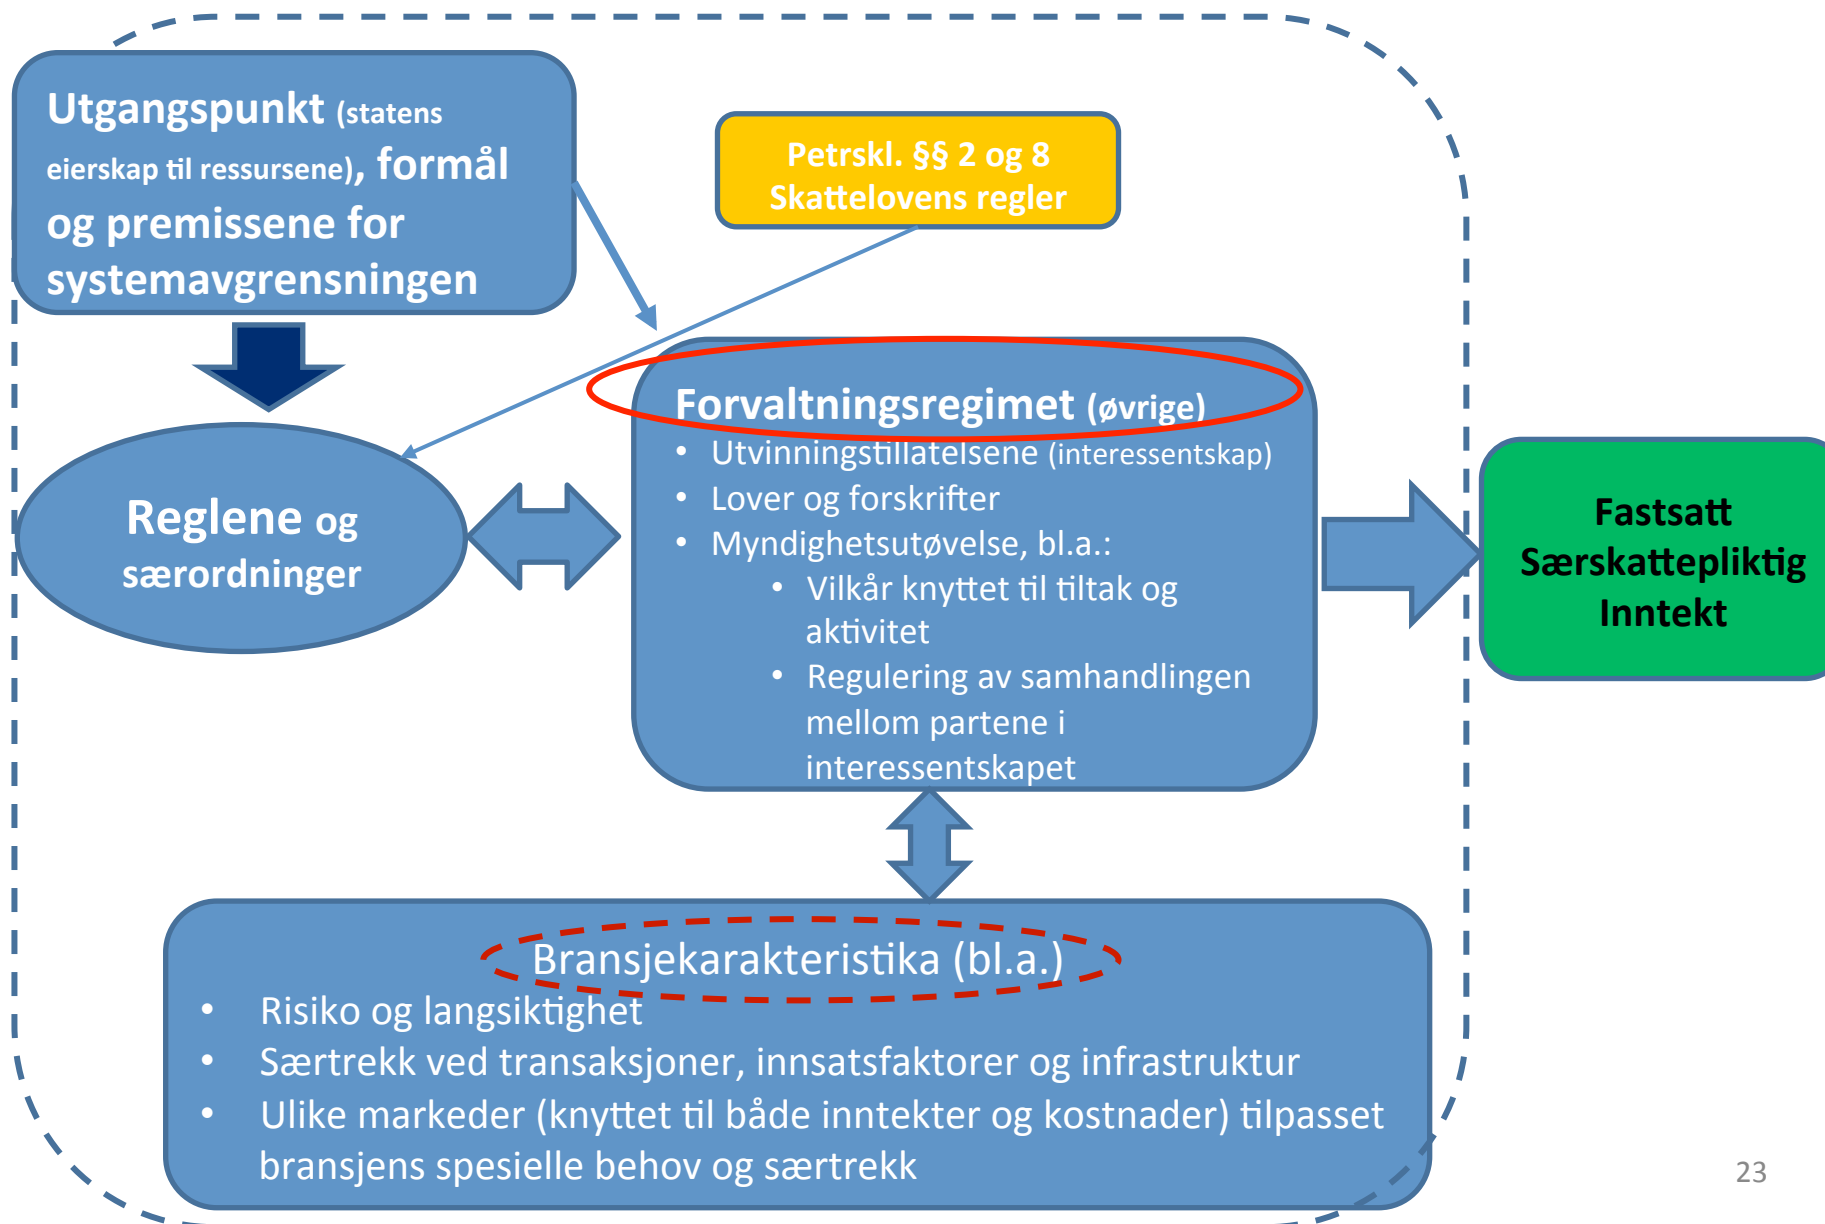 Utgangspunkt (statens
eierskap til ressursene), formål
og premissene for
systemavgrensningen
Petrskl. §§ 2 og 8
Skattelovens regler
Forvaltningsregimet (øvrige)
• Utvinningstillatelsene (interessentskap)
• Lover og forskrifter
• Myndighetsutøvelse, bl.a.:
• Vilkår knyttet til tiltak og
aktivitet
• Regulering av samhandlingen
mellom partene i
interessentskapet
Reglene og
særordninger
Fastsatt
Særskattepliktig
Inntekt
Bransjekarakteristika (bl.a.)
• Risiko og langsiktighet
• Særtrekk ved transaksjoner, innsatsfaktorer og infrastruktur
• Ulike markeder (knyttet til både inntekter og kostnader) tilpasset
bransjens spesielle behov og særtrekk
23